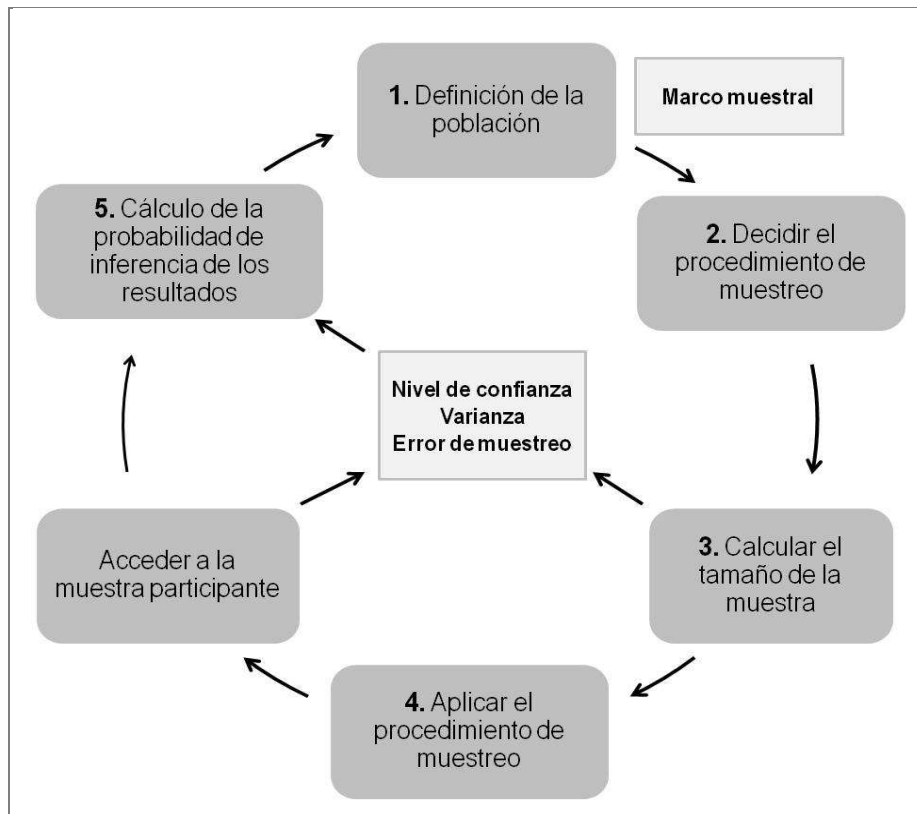 1. Definición de la
población
Marco muestral
2. Decidir el
procedimiento de
muestreo
3. Calcular el
tamaño de la
muestra
4. Aplicar el
procedimiento de
muestreo
Acceder a la
muestra participante
5. Cálculo de la
probabilidad de
inferencia de los
resultados
Nivel de confianza
Varianza
Error de muestreo